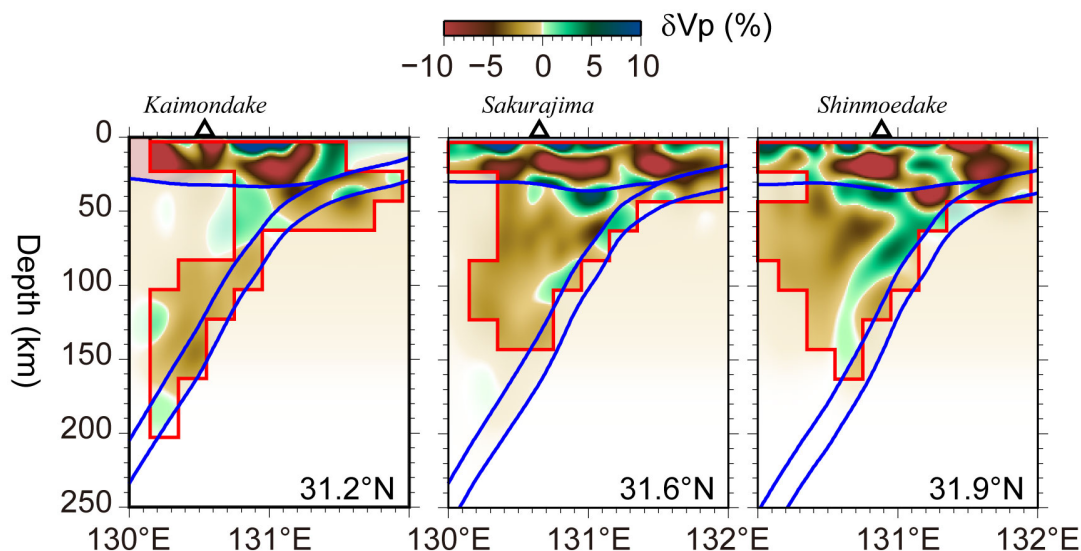 δVp (%)
−10 −5 0 5 10
Kaimondake Sakurajima Shinmoedake
0
50
100
150
200
250
Depth (km)
31.2°N 31.6°N 31.9°N
130°E 131°E 130°E 131°E 132°E 131°E 132°E